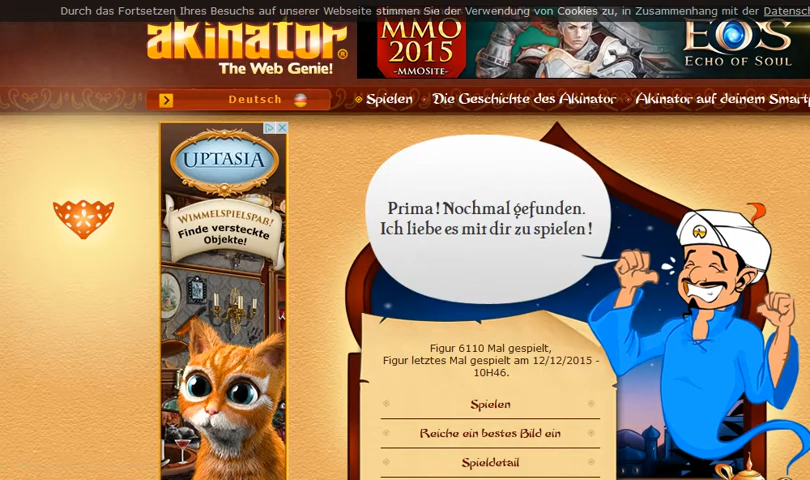 Durch das Fortsetzen Ihres Besuchs auf unserer Webseite stimmen Sie der Verwendung von Cookies zu, in Zusammenhang mit der Datensch
akinator®
The Web Genie!
MMO
2015
-MMOSITE-
EOS
ECHO OF SOUL
Deutsch
Spielen · Die Geschichte des Akinator · Akinator auf deinem Smartp
UPTASIA
WIMMELSPIELSPAß!
Finde versteckte
Objekte!
Prima! Nochmal gefunden.
Ich liebe es mit dir zu spielen!
Figur 6110 Mal gespielt,
Figur letztes Mal gespielt am 12/12/2015 -
10H46.
Spielen
Reiche ein bestes Bild ein
Spieldetail